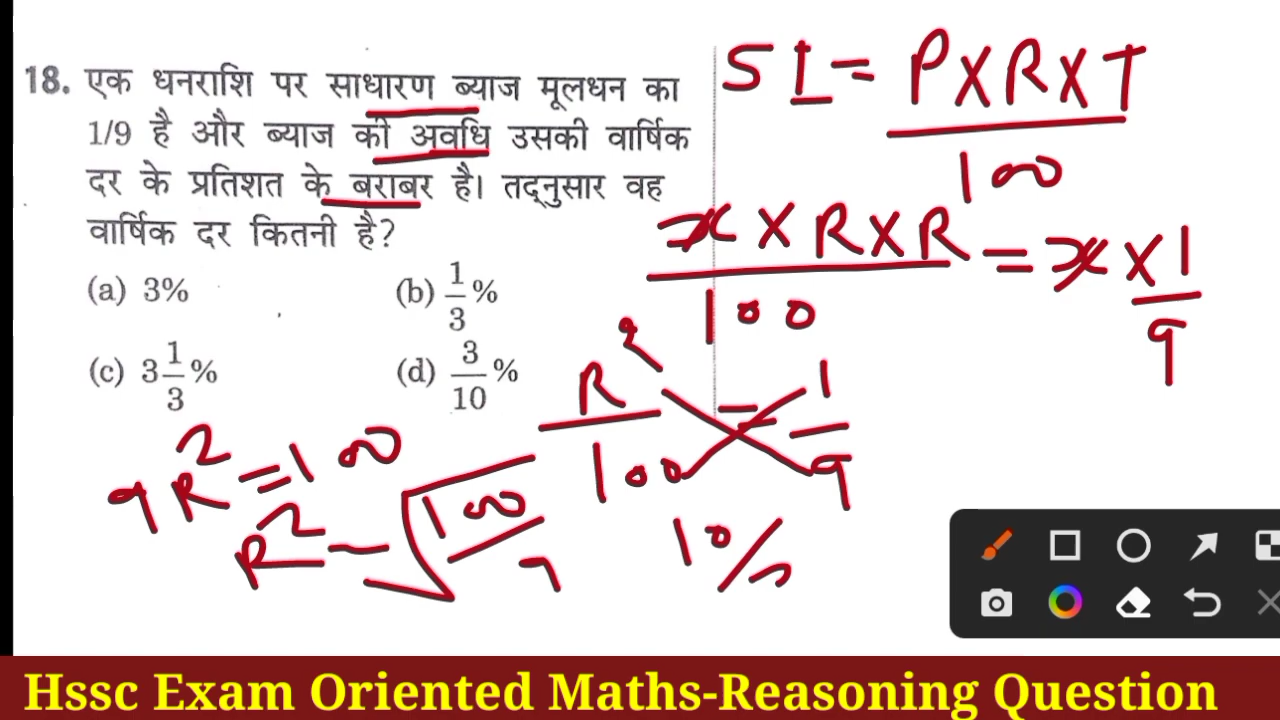 18. एक धनराशि पर साधारण ब्याज मूलधन का
1/9 है और ब्याज की अवधि उसकी वार्षिक
दर के प्रतिशत के बराबर है। तद्नुसार वह
वार्षिक दर कितनी है?
(a) 3% (b) 1/3 %
(c) 3 1/3 % (d) 3/10 %
SI = P×R×T / 100
x×R×R / 100 = x×1/9
R² / 100 = 1/9
9R² = 100
R² = √100/9
10/3
Hssc Exam Oriented Maths-Reasoning Question